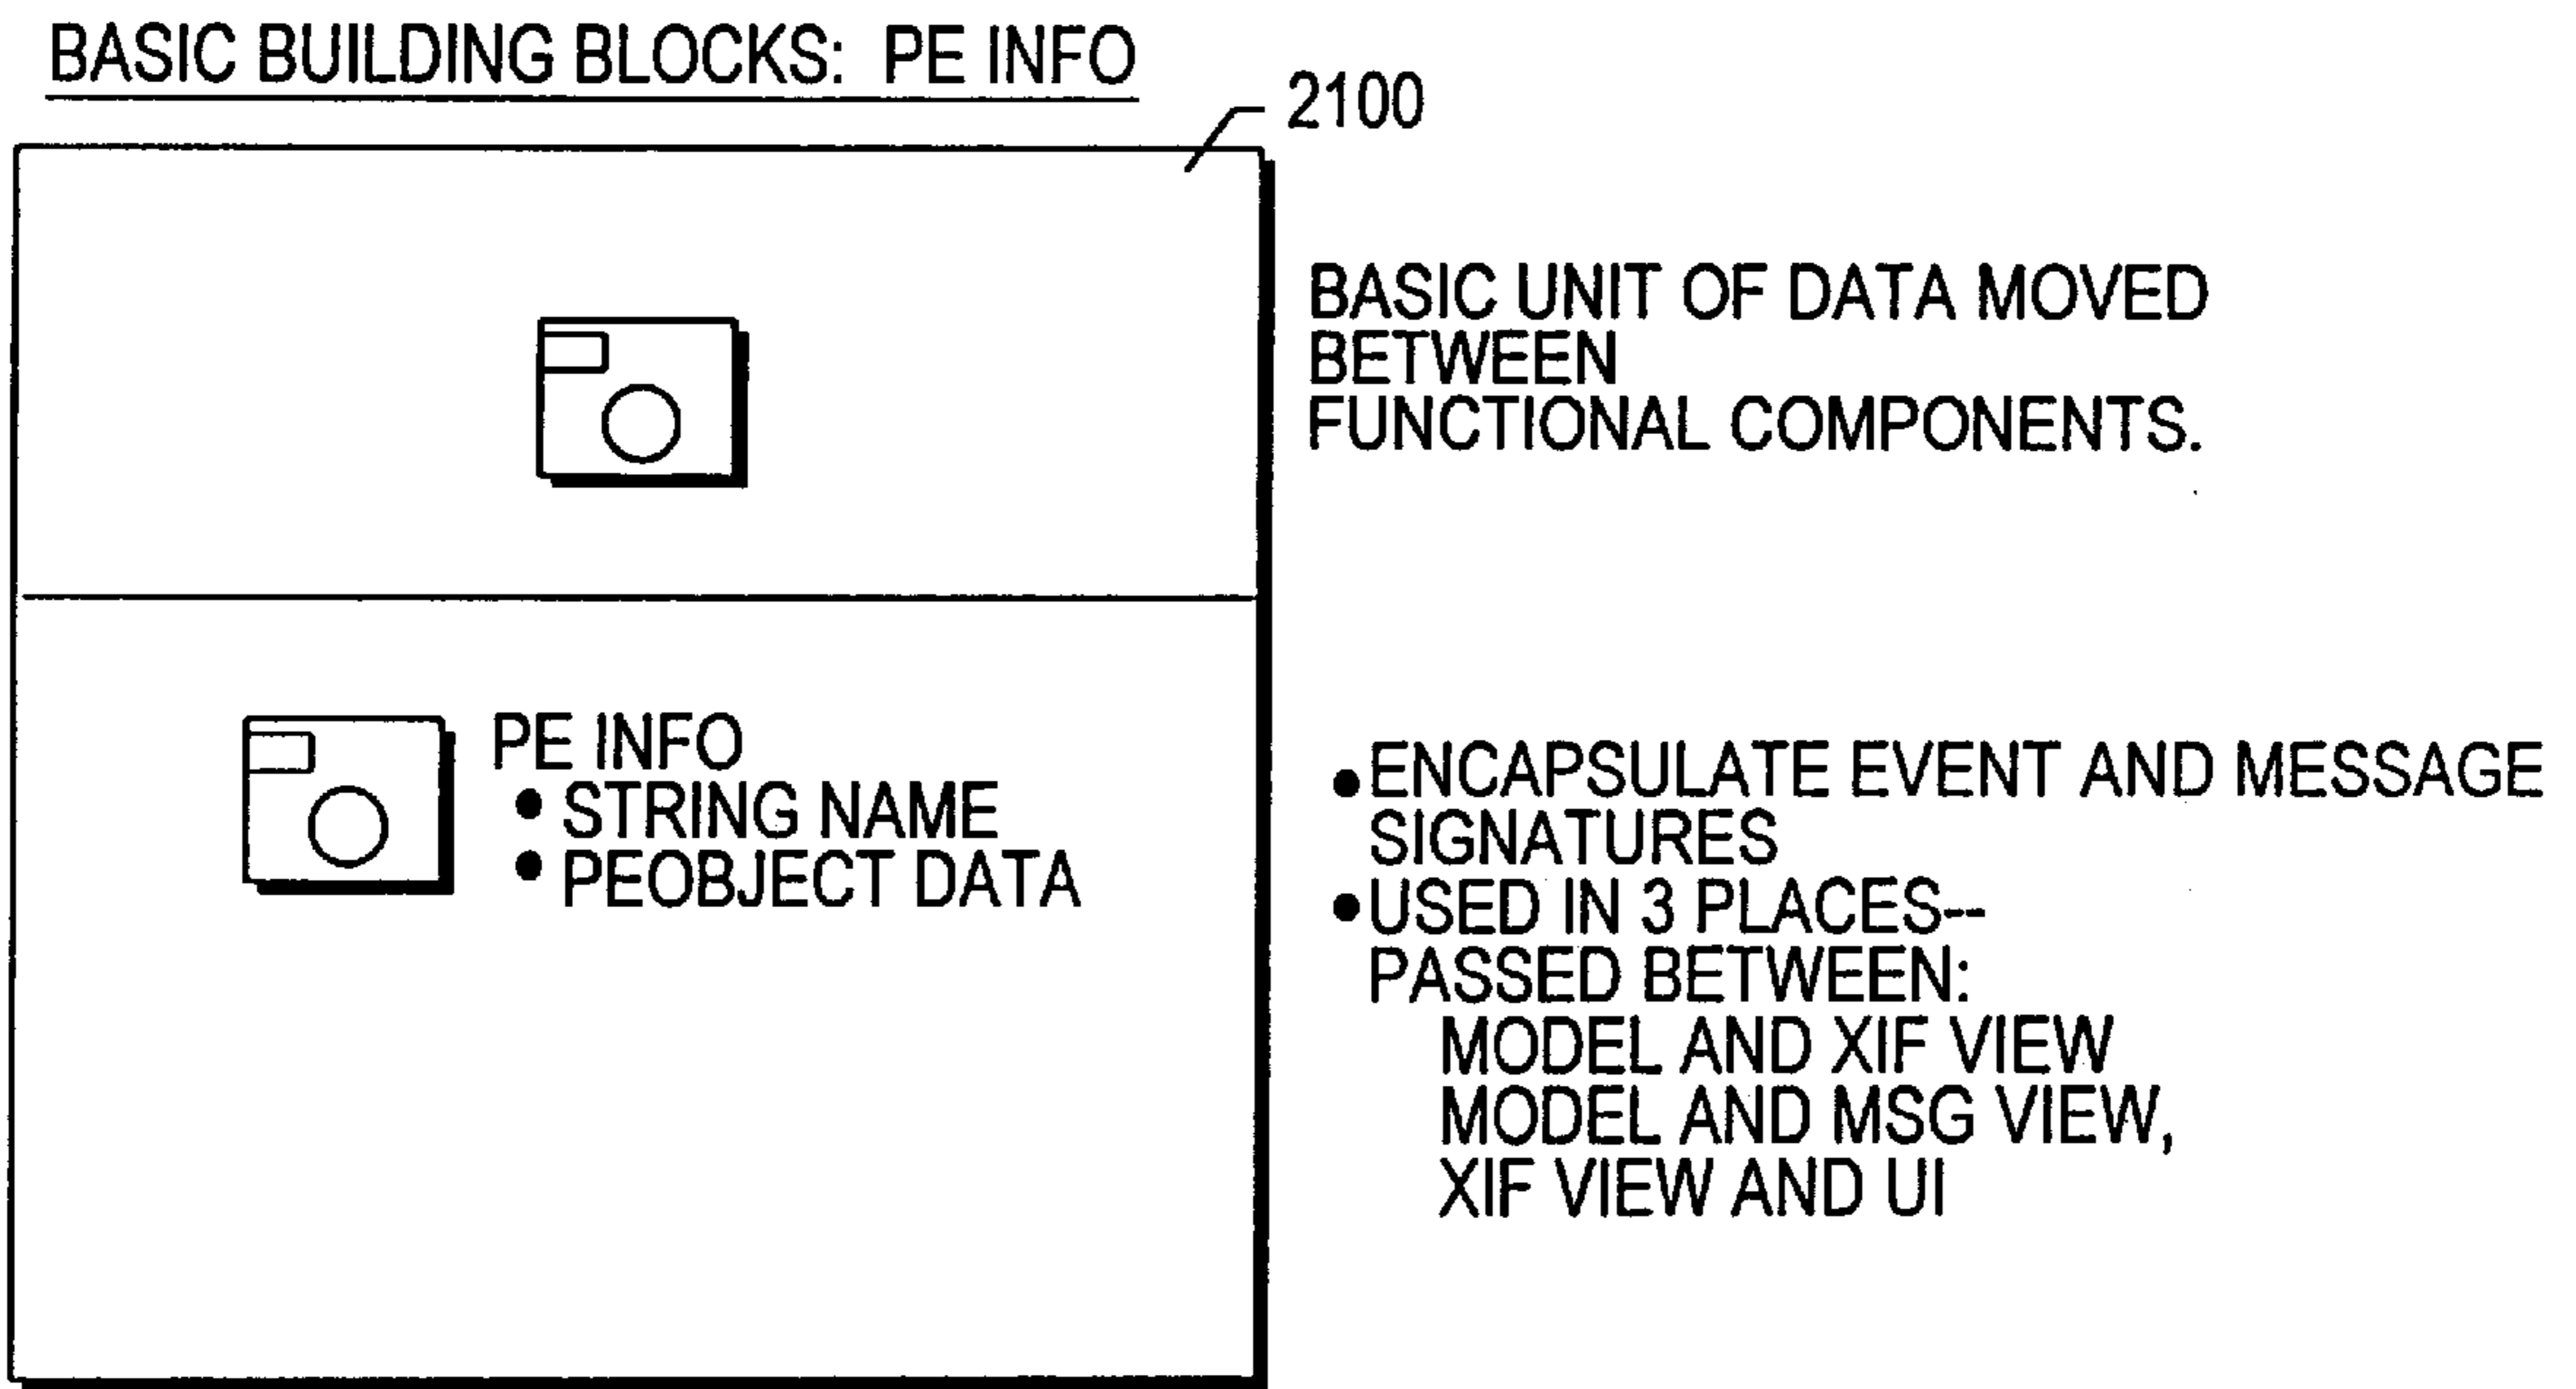 BASIC BUILDING BLOCKS: PE INFO
2100
BASIC UNIT OF DATA MOVED
BETWEEN
FUNCTIONAL COMPONENTS.
PE INFO
• STRING NAME
• PEOBJECT DATA
• ENCAPSULATE EVENT AND MESSAGE
SIGNATURES
• USED IN 3 PLACES--
PASSED BETWEEN:
MODEL AND XIF VIEW
MODEL AND MSG VIEW,
XIF VIEW AND UI